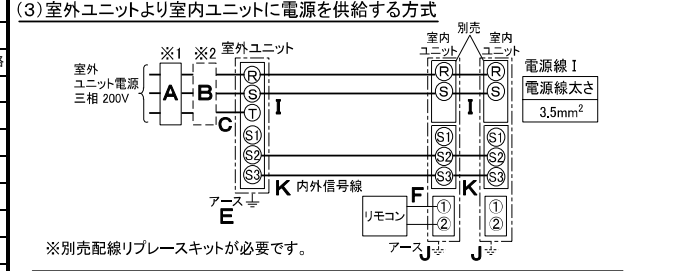 (3)室外ユニットより室内ユニットに電源を供給する方式
※1 ※2 室外ユニット
室内
ユニット
別売
室内
ユニット
室外
ユニット電源
三相 200V
A B C
R
S
T
S1
S2
S3
I
K 内外信号線
アース
E
R
S
S1
S2
S3
F
リモコン
①
②
アース J
I
K
R
S
S1
S2
S3
①
②
J
電源線 I
電源線太さ
3.5mm²
※別売配線リプレースキットが必要です。